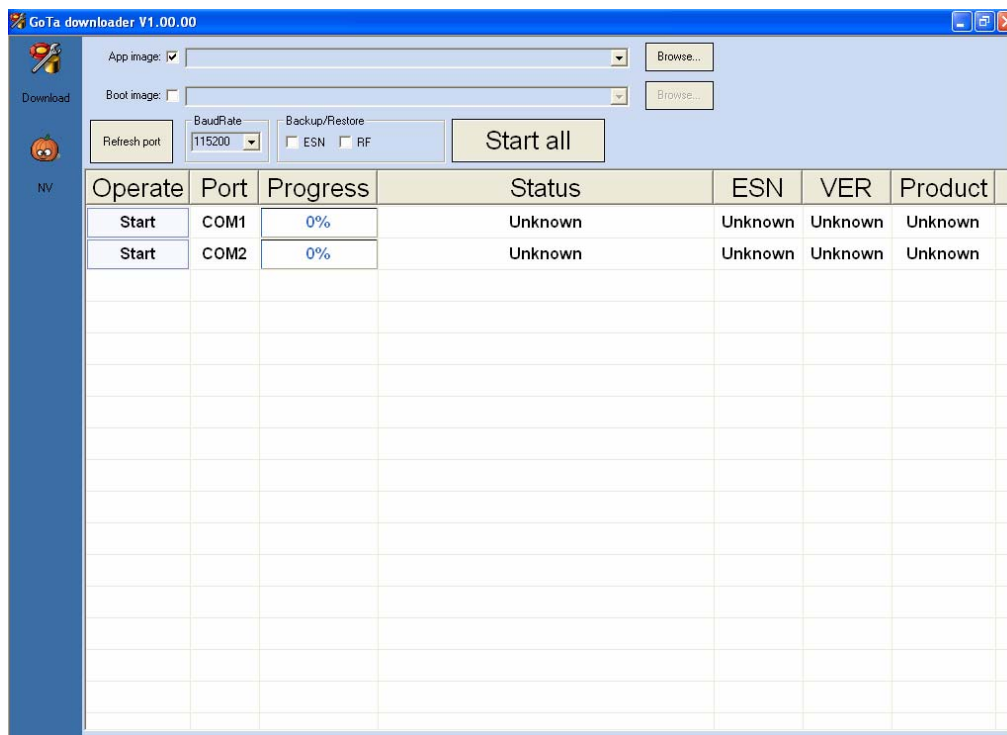 GoTa downloader V1.00.00
App image: Browse...
Download
Boot image: Browse...
BaudRate Backup/Restore
Refresh port 115200 ESN RF Start all
NV
Operate Port Progress Status ESN VER Product
Start COM1 0% Unknown Unknown Unknown Unknown
Start COM2 0% Unknown Unknown Unknown Unknown